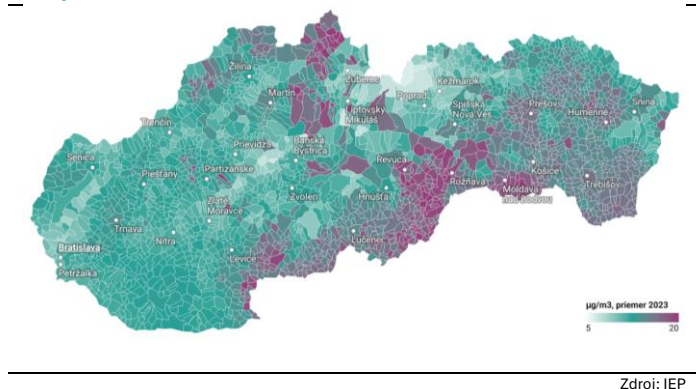 Žilina
Zuberec
Kežmarok
Martin
Liptovský
Mikuláš
Poprad
Spišská
Nová Ves
Prešov
Humenné
Snina
Trenčín
Prievidza
Banská
Bystrica
Senica
Piešťany
Partizánske
Revúca
Rožňava
Košice
Trebišov
Zlaté
Moravce
Zvolen
Hnúšťa
Moldava
nad Bodvou
Trnava
Nitra
Lučenec
Bratislava
Levice
Petržalka
µg/m3, priemer 2023
5 20
Zdroj: IEP